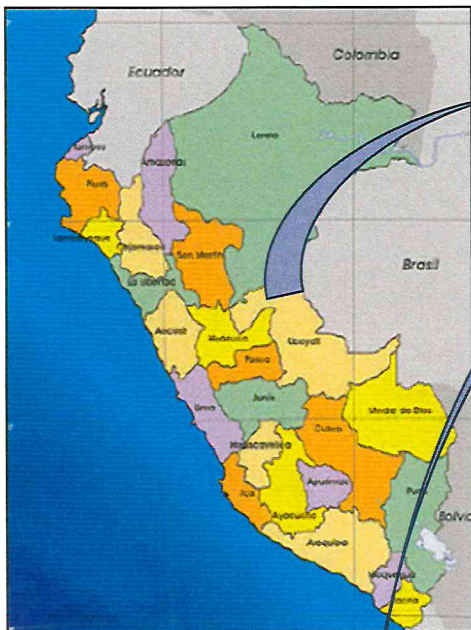 Ecuador
Colombia
Loreto
Tumbes
Amazonas
Piura
Lambayeque
Cajamarca
San Martín
Brasil
La Libertad
Ancash
Huánuco
Ucayali
Pasco
Lima
Junín
Madre de Dios
Cusco
Huancavelica
Ica
Apurímac
Puno
Ayacucho
Bolivia
Arequipa
Moquegua
Tacna